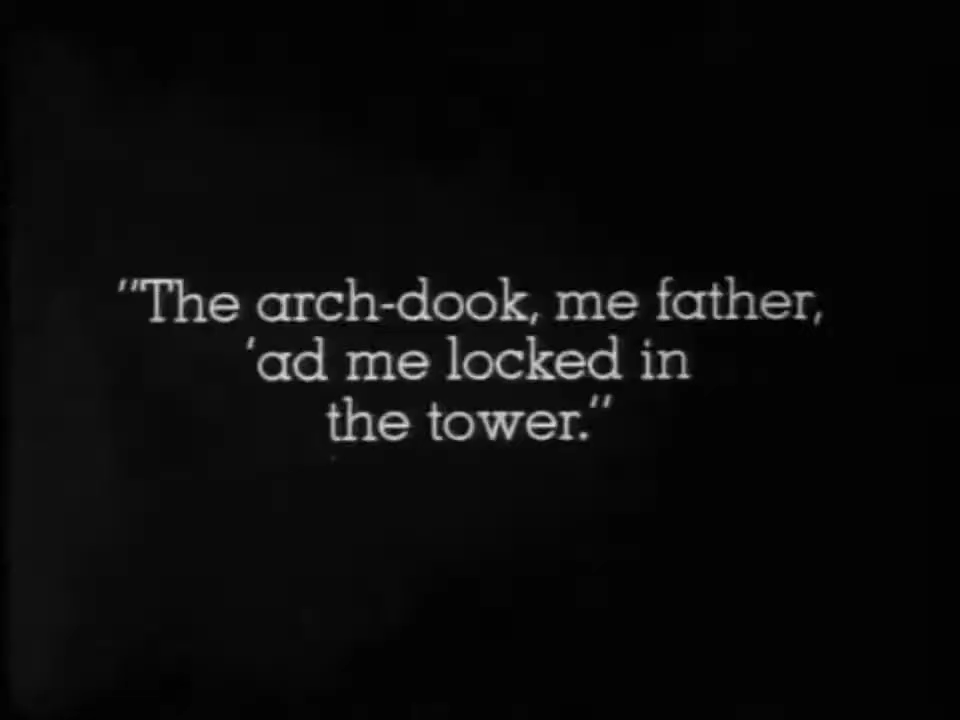 "The arch-dook, me father,
'ad me locked in
the tower."